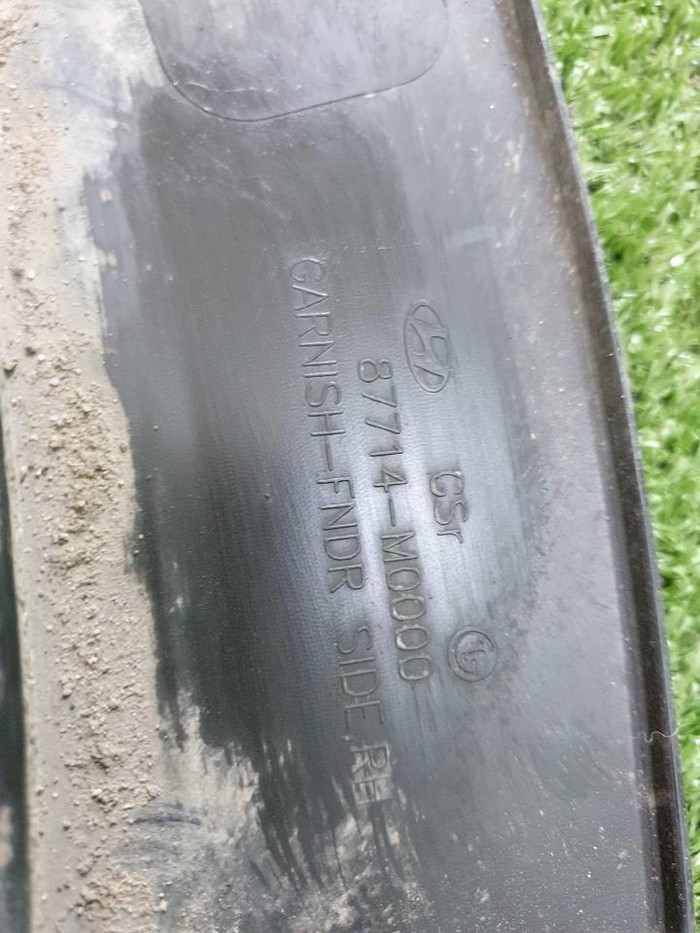 GSr
87714-M0000
GARNISH-FNDR SIDE,RH